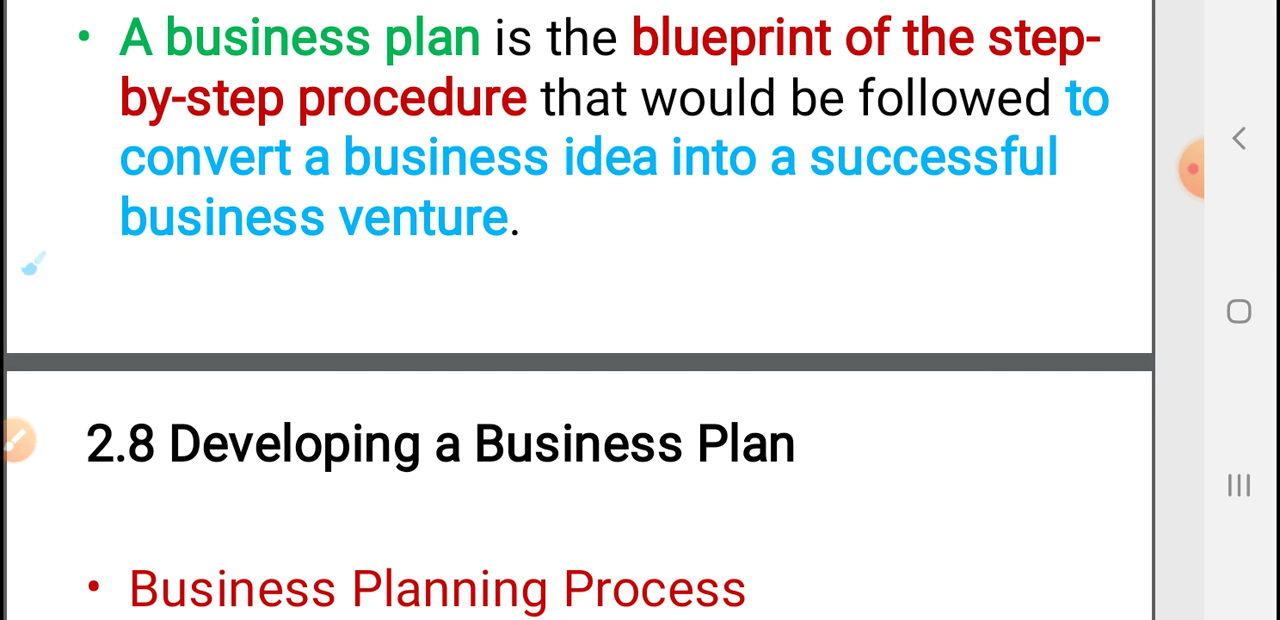 • A business plan is the blueprint of the step-
by-step procedure that would be followed to
convert a business idea into a successful
business venture.
2.8 Developing a Business Plan
• Business Planning Process